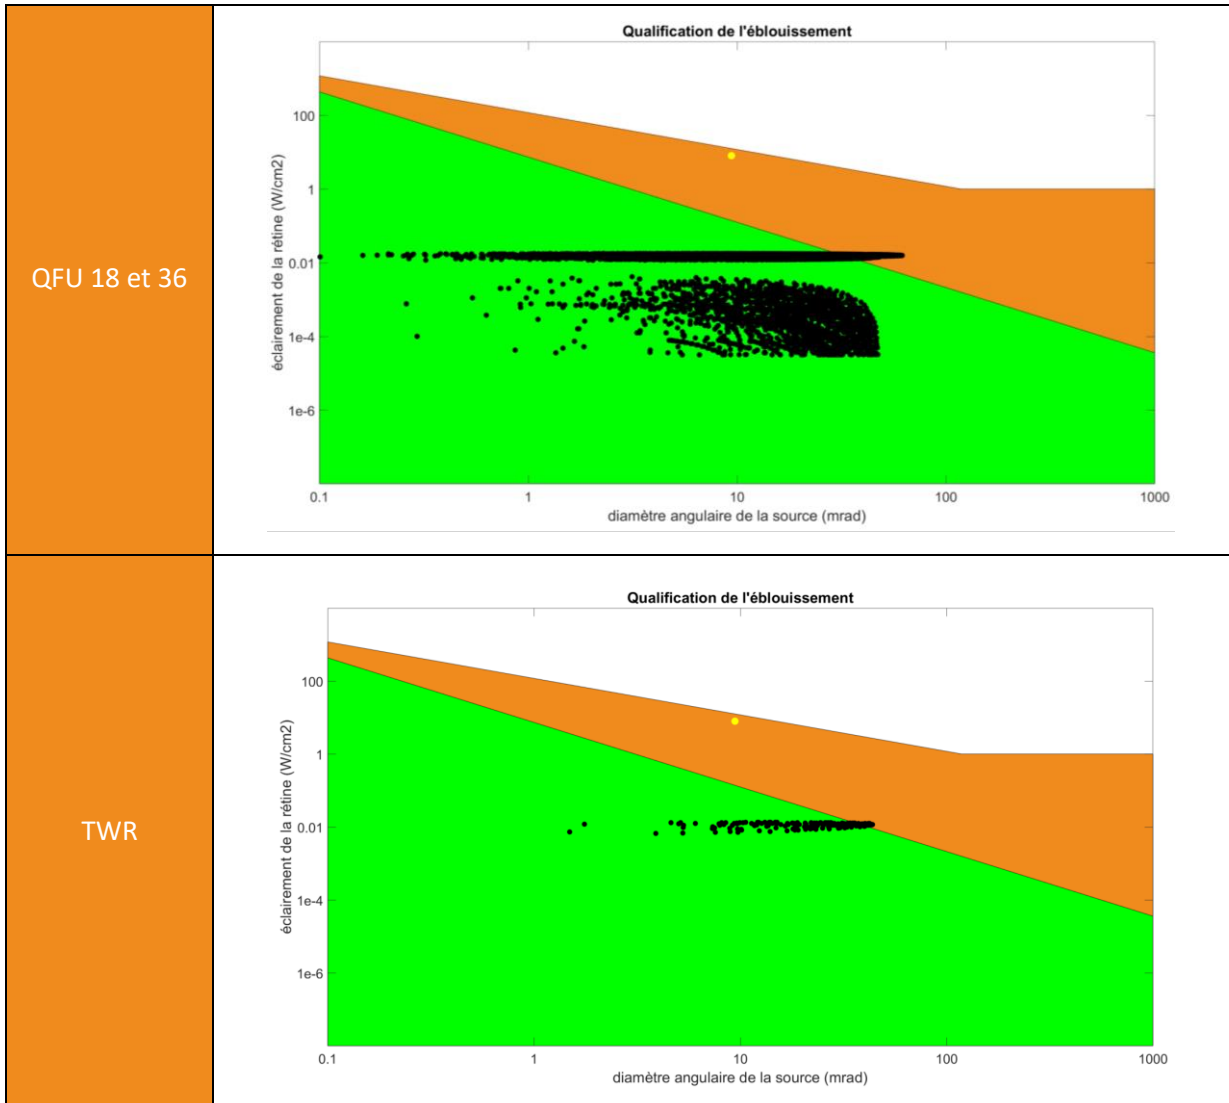 QFU 18 et 36
Qualification de l'éblouissement
éclairement de la rétine (W/cm2)
100
1
0.01
1e-4
1e-6
0.1
1
10
100
1000
diamètre angulaire de la source (mrad)
TWR
Qualification de l'éblouissement
éclairement de la rétine (W/cm2)
100
1
0.01
1e-4
1e-6
0.1
1
10
100
1000
diamètre angulaire de la source (mrad)